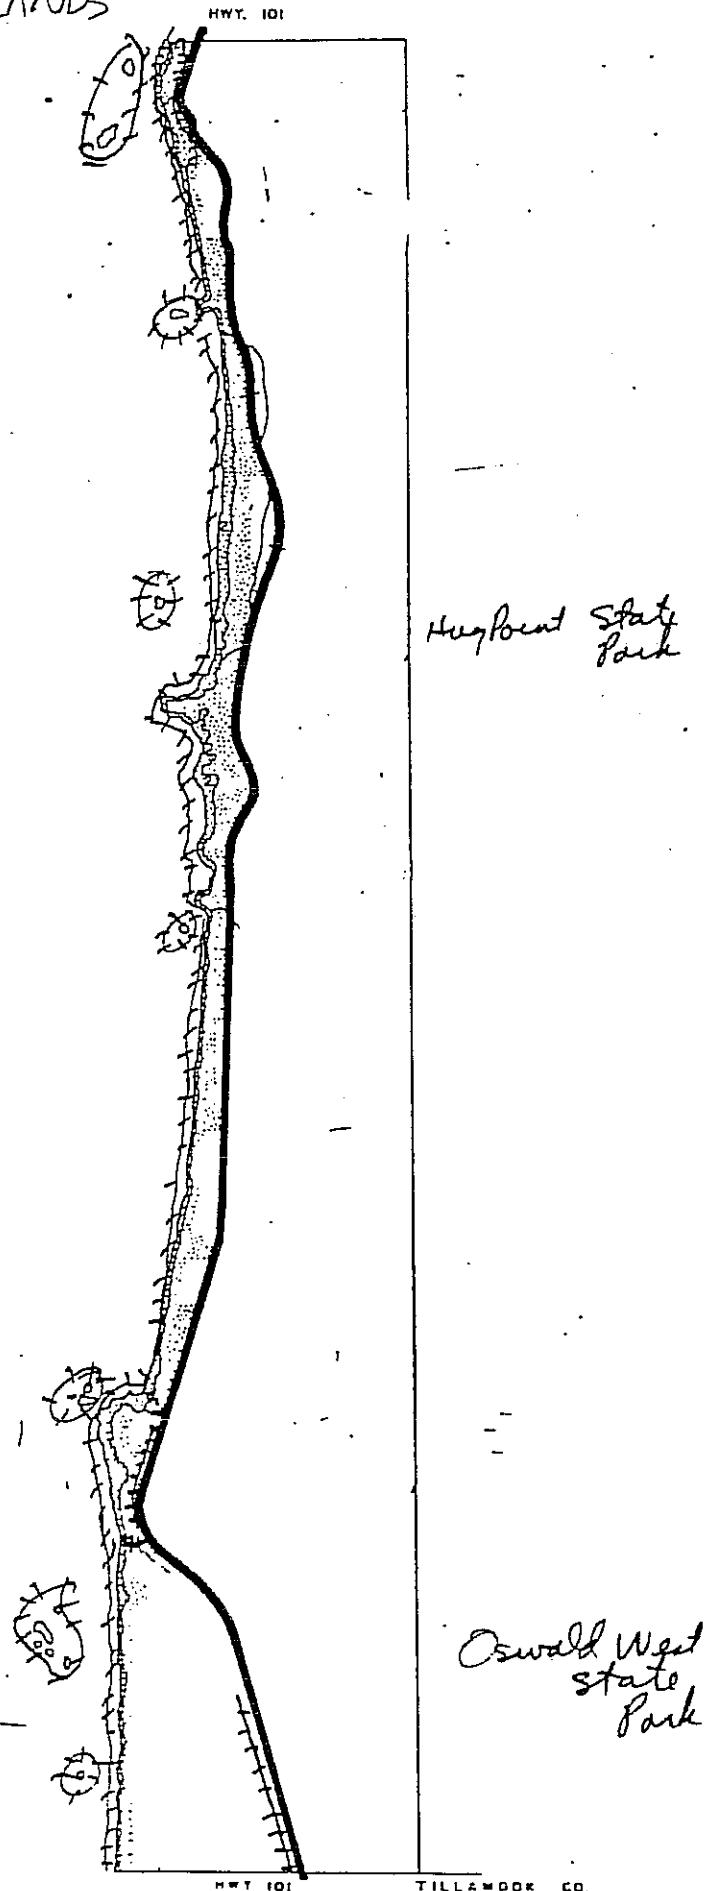 HWY. 101
Hug Point State
Park
Oswald West
State
Park
HWY 101 TILLAMOOK CO.